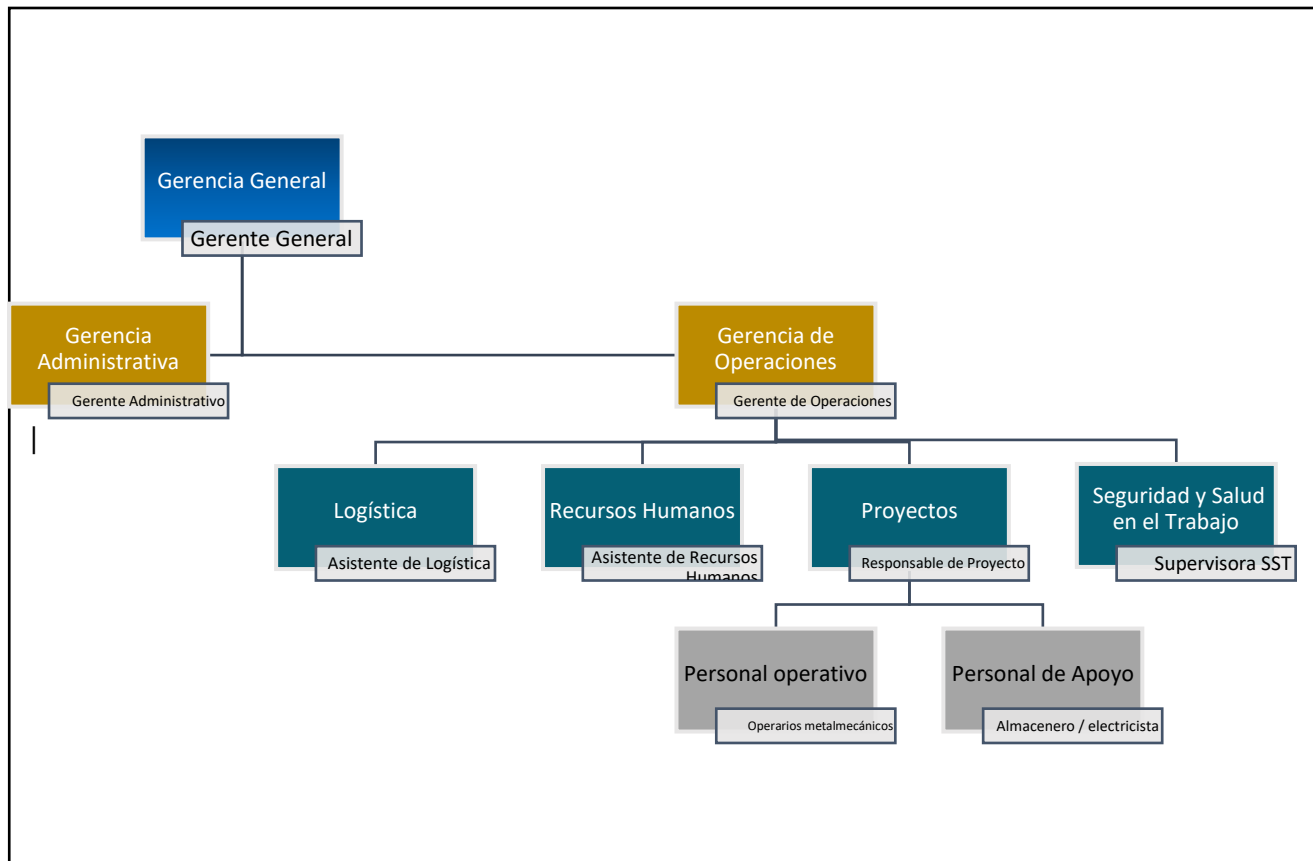 Gerencia General
Gerente General
Gerencia
Administrativa
Gerente Administrativo
Gerencia de
Operaciones
Gerente de Operaciones
Logística
Asistente de Logística
Recursos Humanos
Asistente de Recursos
Humanos
Proyectos
Responsable de Proyecto
Seguridad y Salud
en el Trabajo
Supervisora SST
Personal operativo
Operarios metalmecánicos
Personal de Apoyo
Almacenero / electricista